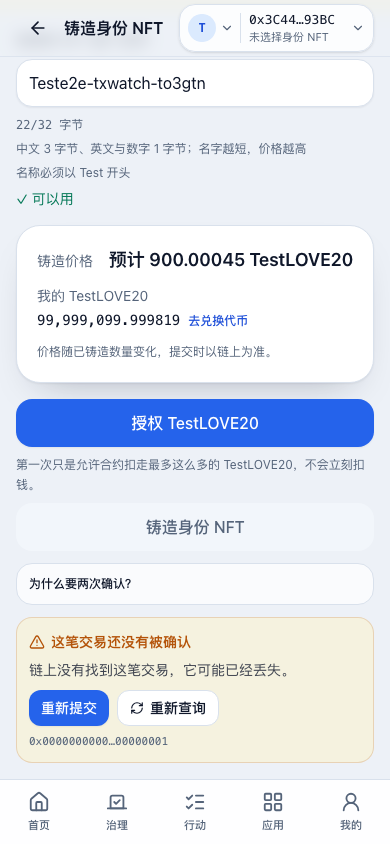 铸造身份 NFT
T
0x3C44…93BC
未选择身份 NFT
Teste2e-txwatch-to3gtn
22/32 字节
中文 3 字节、英文与数字 1 字节；名字越短，价格越高
名称必须以 Test 开头
✓ 可以用
铸造价格 预计 900.00045 TestLOVE20
我的 TestLOVE20
99,999,099.999819 去兑换代币
价格随已铸造数量变化，提交时以链上为准。
授权 TestLOVE20
第一次只是允许合约扣走最多这么多的 TestLOVE20，不会立刻扣
钱。
铸造身份 NFT
为什么要两次确认?
这笔交易还没有被确认
链上没有找到这笔交易，它可能已经丢失。
重新提交 重新查询
0x0000000000…00000001
首页 治理 行动 应用 我的